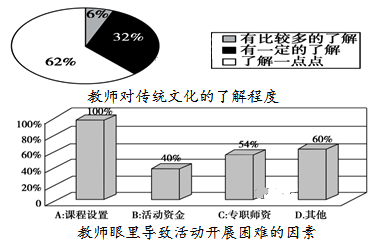 6%
32%
62%
有比较多的了解
有一定的了解
了解一点点
教师对传统文化的了解程度
100%
80%
60%
40%
20%
0
100%
40%
54%
60%
A:课程设置 B:活动资金 C:专职师资 D.其他
教师眼里导致活动开展困难的因素